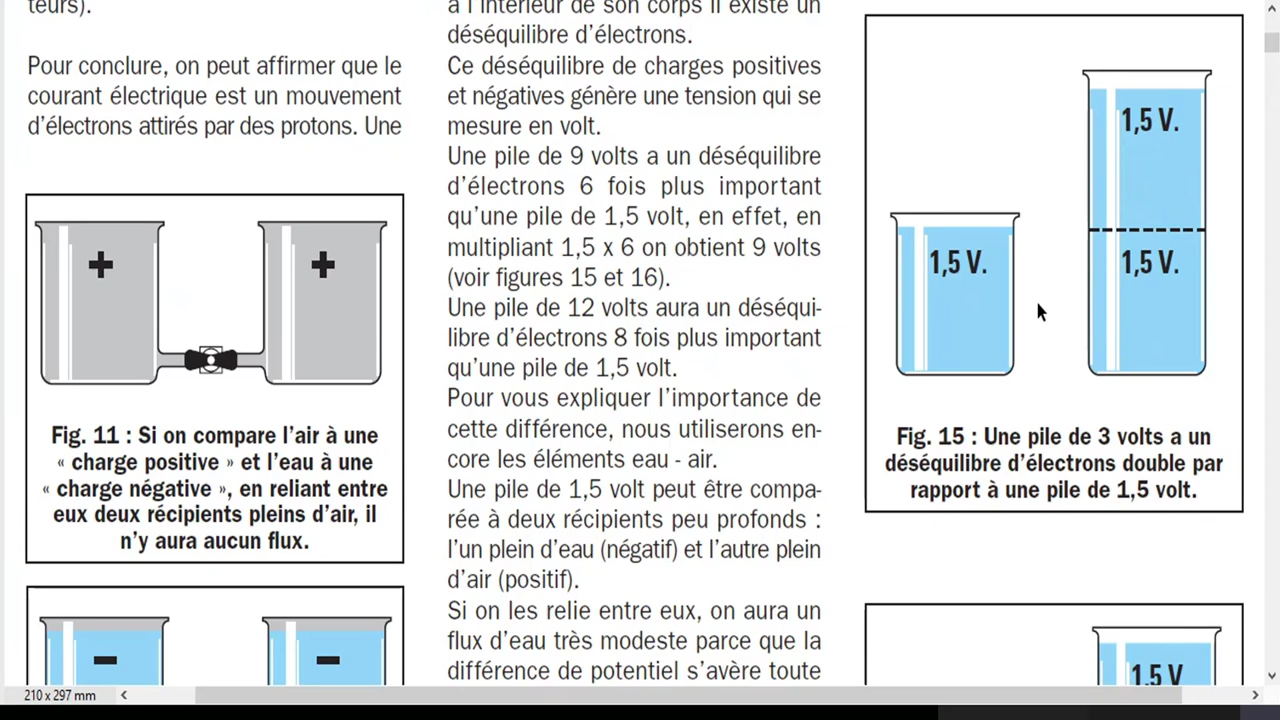 teurs).
Pour conclure, on peut affirmer que le
courant électrique est un mouvement
d'électrons attirés par des protons. Une
+ +
Fig. 11 : Si on compare l'air à une
« charge positive » et l'eau à une
« charge négative », en reliant entre
eux deux récipients pleins d'air, il
n'y aura aucun flux.
– –
à l'intérieur de son corps il existe un
déséquilibre d'électrons.
Ce déséquilibre de charges positives
et négatives génère une tension qui se
mesure en volt.
Une pile de 9 volts a un déséquilibre
d'électrons 6 fois plus important
qu'une pile de 1,5 volt, en effet, en
multipliant 1,5 x 6 on obtient 9 volts
(voir figures 15 et 16).
Une pile de 12 volts aura un déséqui-
libre d'électrons 8 fois plus important
qu'une pile de 1,5 volt.
Pour vous expliquer l'importance de
cette différence, nous utiliserons en-
core les éléments eau - air.
Une pile de 1,5 volt peut être compa-
rée à deux récipients peu profonds :
l'un plein d'eau (négatif) et l'autre plein
d'air (positif).
Si on les relie entre eux, on aura un
flux d'eau très modeste parce que la
différence de potentiel s'avère toute
1,5 V.
1,5 V. 1,5 V.
Fig. 15 : Une pile de 3 volts a un
déséquilibre d'électrons double par
rapport à une pile de 1,5 volt.
1,5 V
210 x 297 mm